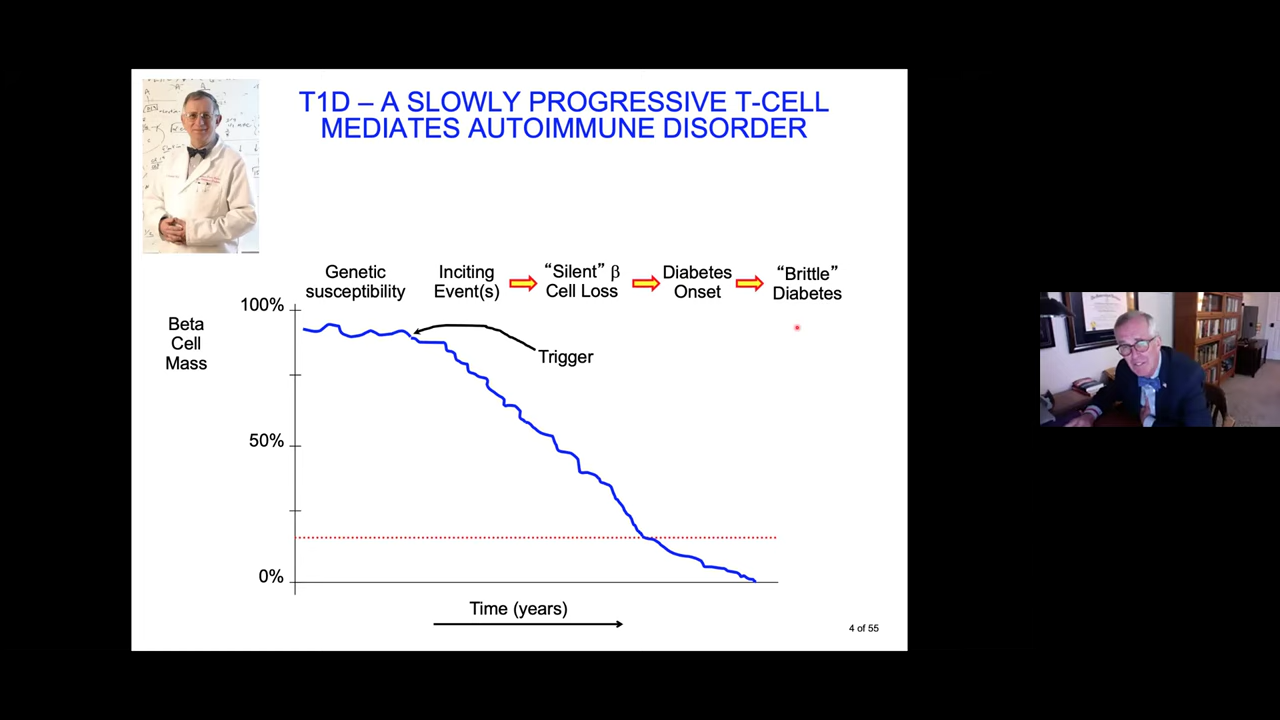 T1D – A SLOWLY PROGRESSIVE T-CELL
MEDIATES AUTOIMMUNE DISORDER
Genetic
susceptibility
Inciting
Event(s)
“Silent” β
Cell Loss
Diabetes
Onset
“Brittle”
Diabetes
Beta
Cell
Mass
100%
Trigger
50%
0%
Time (years)
4 of 55